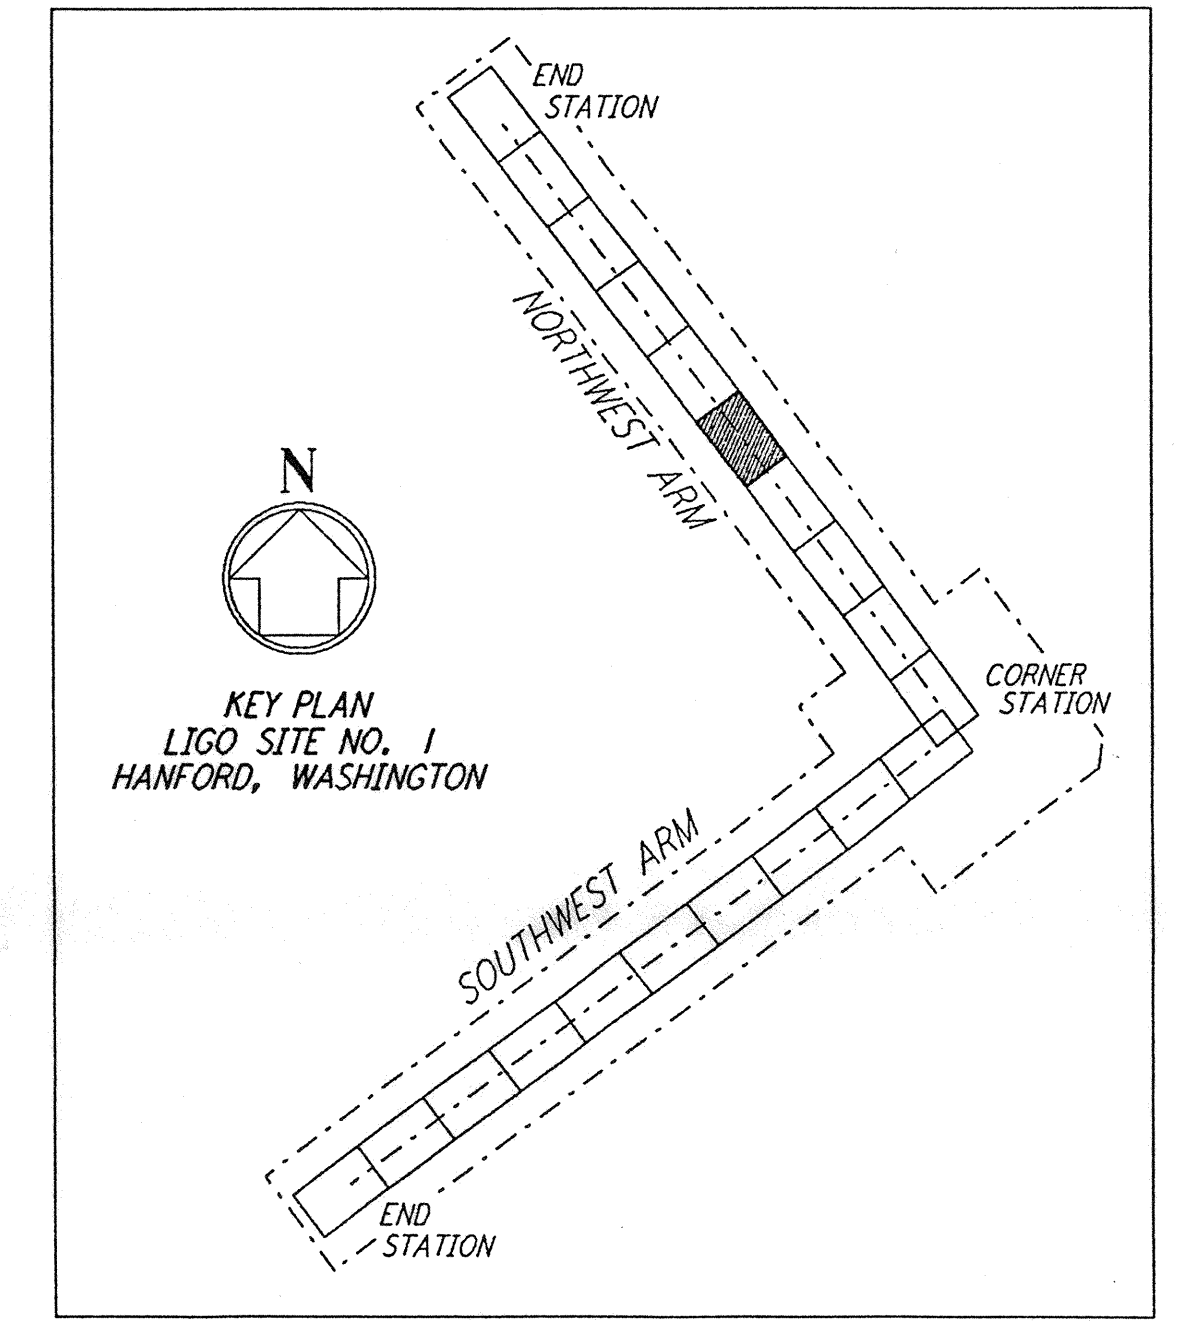 END
STATION
NORTHWEST ARM
N
CORNER
STATION
KEY PLAN
LIGO SITE NO. 1
HANFORD, WASHINGTON
SOUTHWEST ARM
END
STATION